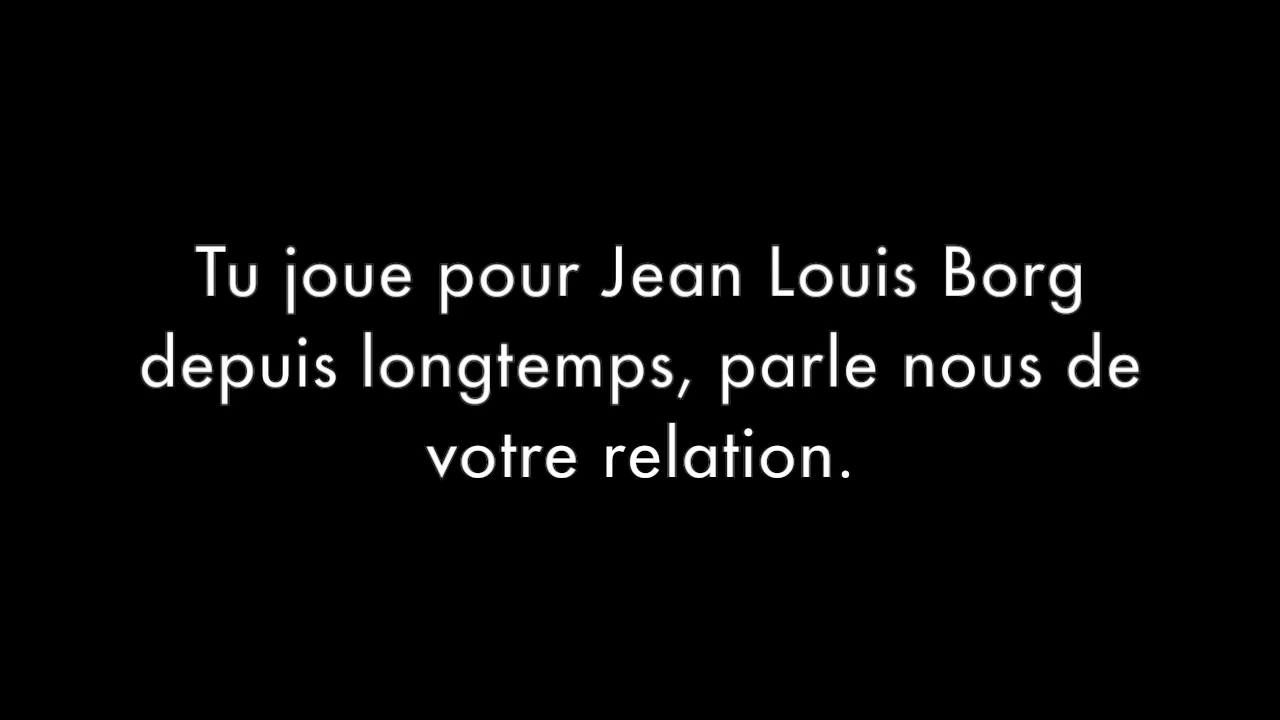 Tu joue pour Jean Louis Borg
depuis longtemps, parle nous de
votre relation.